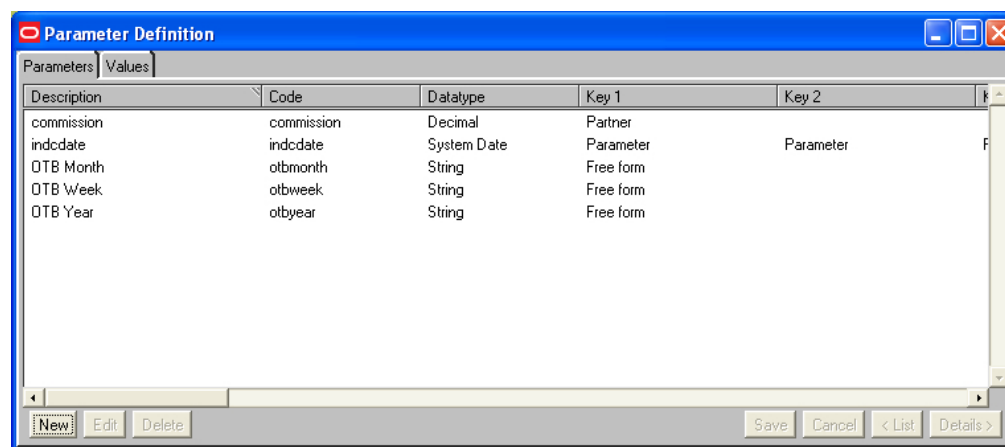 Parameter Definition
Parameters Values
Description Code Datatype Key 1 Key 2
commission commission Decimal Partner
indcdate indcdate System Date Parameter Parameter
OTB Month otbmonth String Free form
OTB Week otbweek String Free form
OTB Year otbyear String Free form
New Edit Delete Save Cancel < List Details >